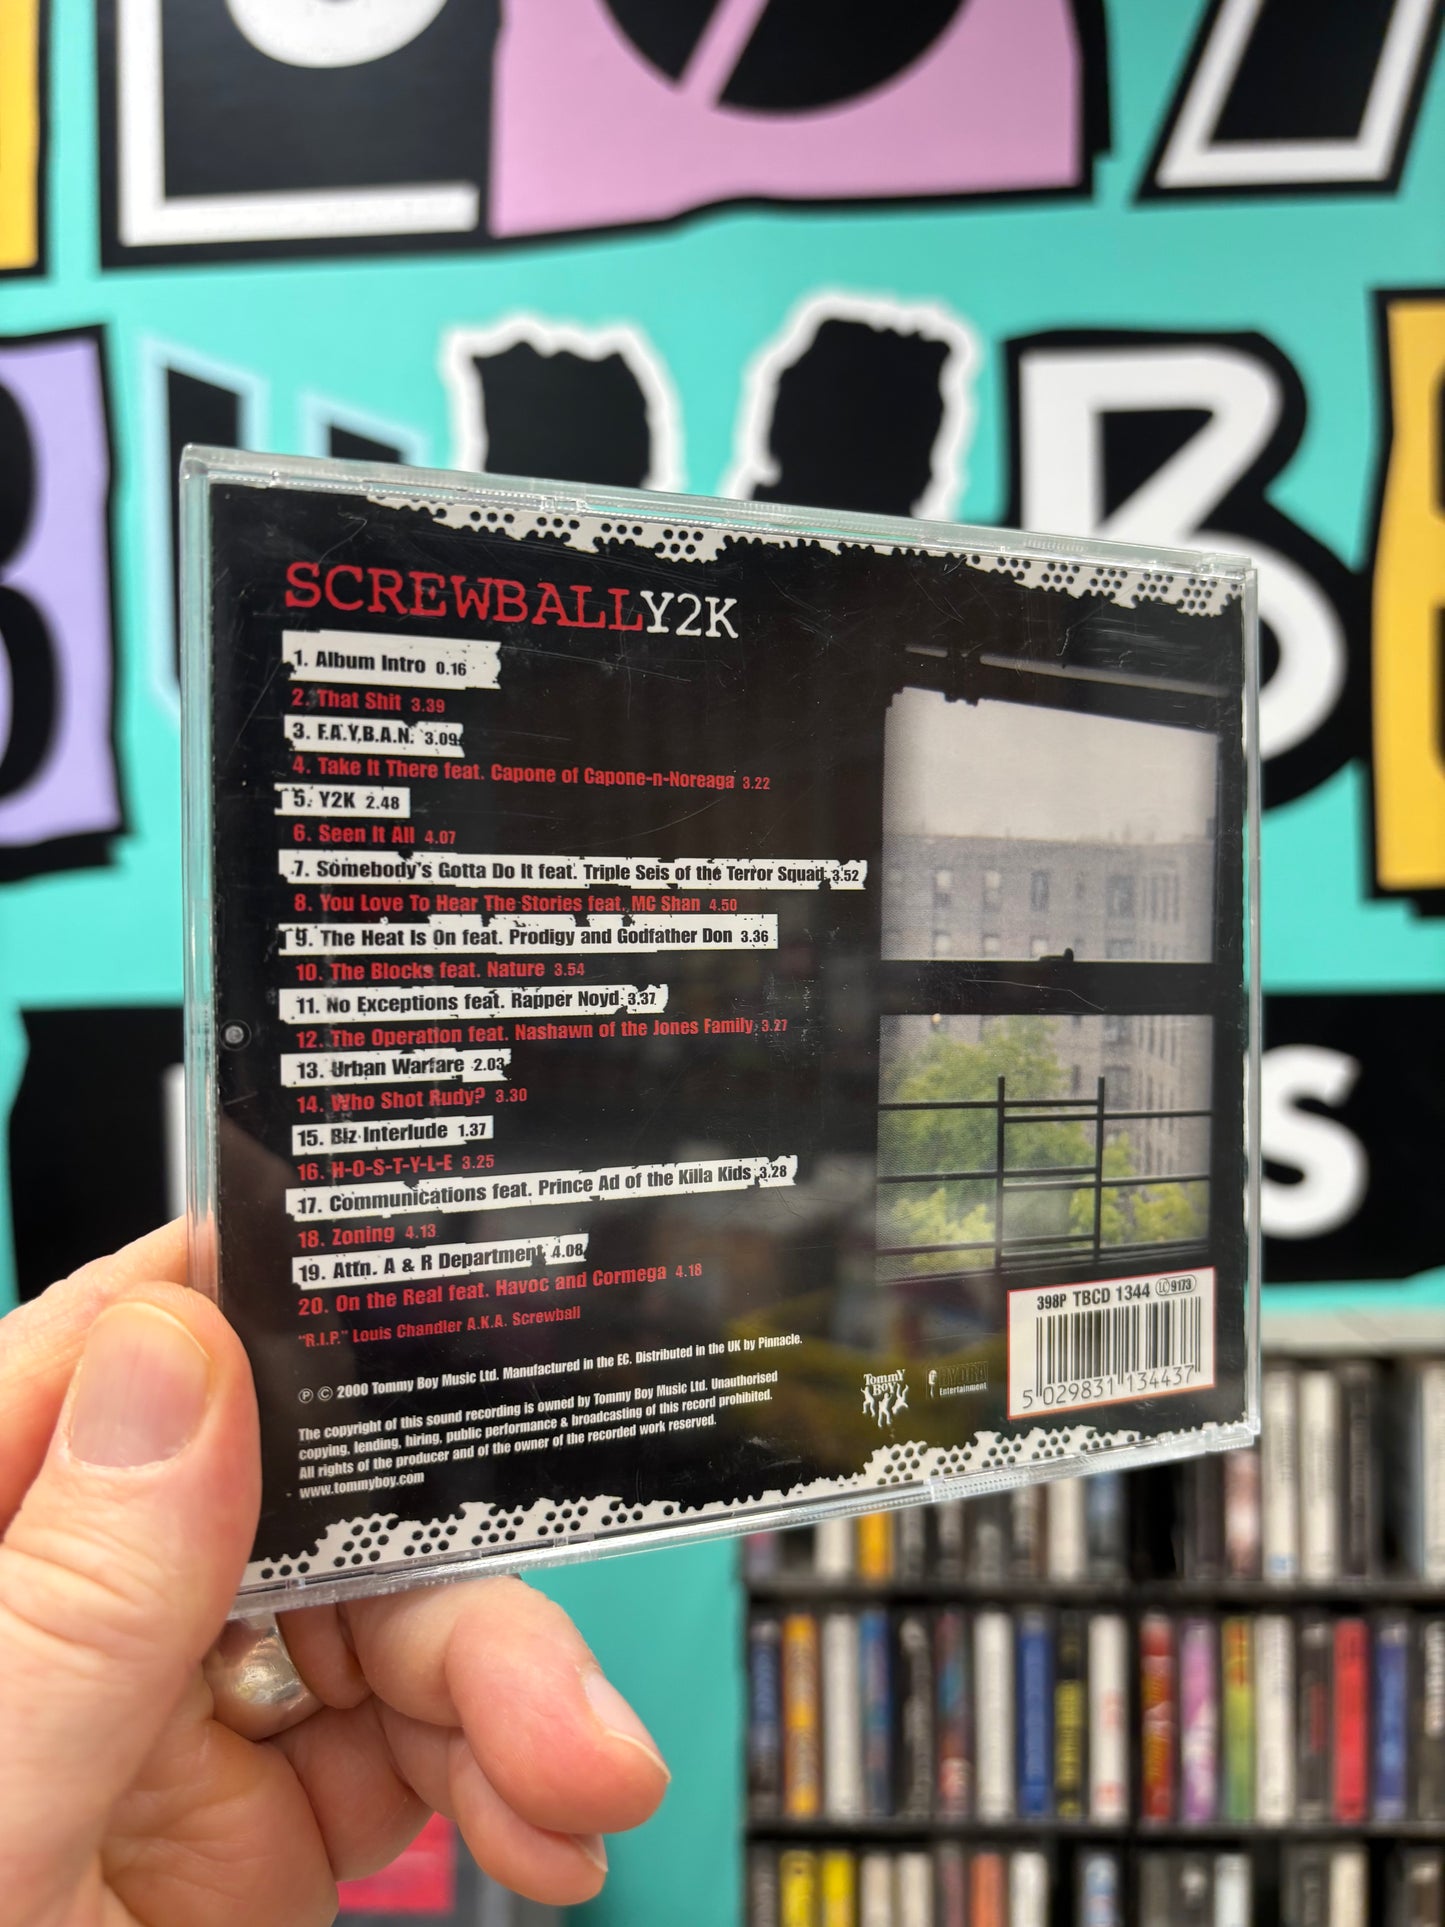 SCREWBALLY2K
1. Album Intro 0.16
2. That Shit 3.39
3. F.A.Y.B.A.N. 3.09
4. Take It There feat. Capone of Capone-n-Noreaga 3.22
5. Y2K 2.48
6. Seen It All 4.07
7. Somebody's Gotta Do It feat. Triple Seis of the Terror Squad 3.52
8. You Love To Hear The Stories feat. MC Shan 4.50
9. The Heat Is On feat. Prodigy and Godfather Don 3.36
10. The Blocks feat. Nature 3.54
11. No Exceptions feat. Rapper Noyd 3.37
12. The Operation feat. Nashawn of the Jones Family 3.27
13. Urban Warfare 2.03
14. Who Shot Rudy? 3.30
15. Biz Interlude 1.37
16. H-O-S-T-Y-L-E 3.25
17. Communications feat. Prince Ad of the Killa Kids 3.28
18. Zoning 4.13
19. Attn. A & R Department 4.08
20. On the Real feat. Havoc and Cormega 4.18
"R.I.P." Louis Chandler A.K.A. Screwball
℗ © 2000 Tommy Boy Music Ltd. Manufactured in the EC. Distributed in the UK by Pinnacle.
The copyright of this sound recording is owned by Tommy Boy Music Ltd. Unauthorised
copying, lending, hiring, public performance & broadcasting of this record prohibited.
All rights of the producer and of the owner of the recorded work reserved.
www.tommyboy.com
Tommy
Boy
HYDRA
Entertainment
398P TBCD 1344 LC 9173
5 029831 134437